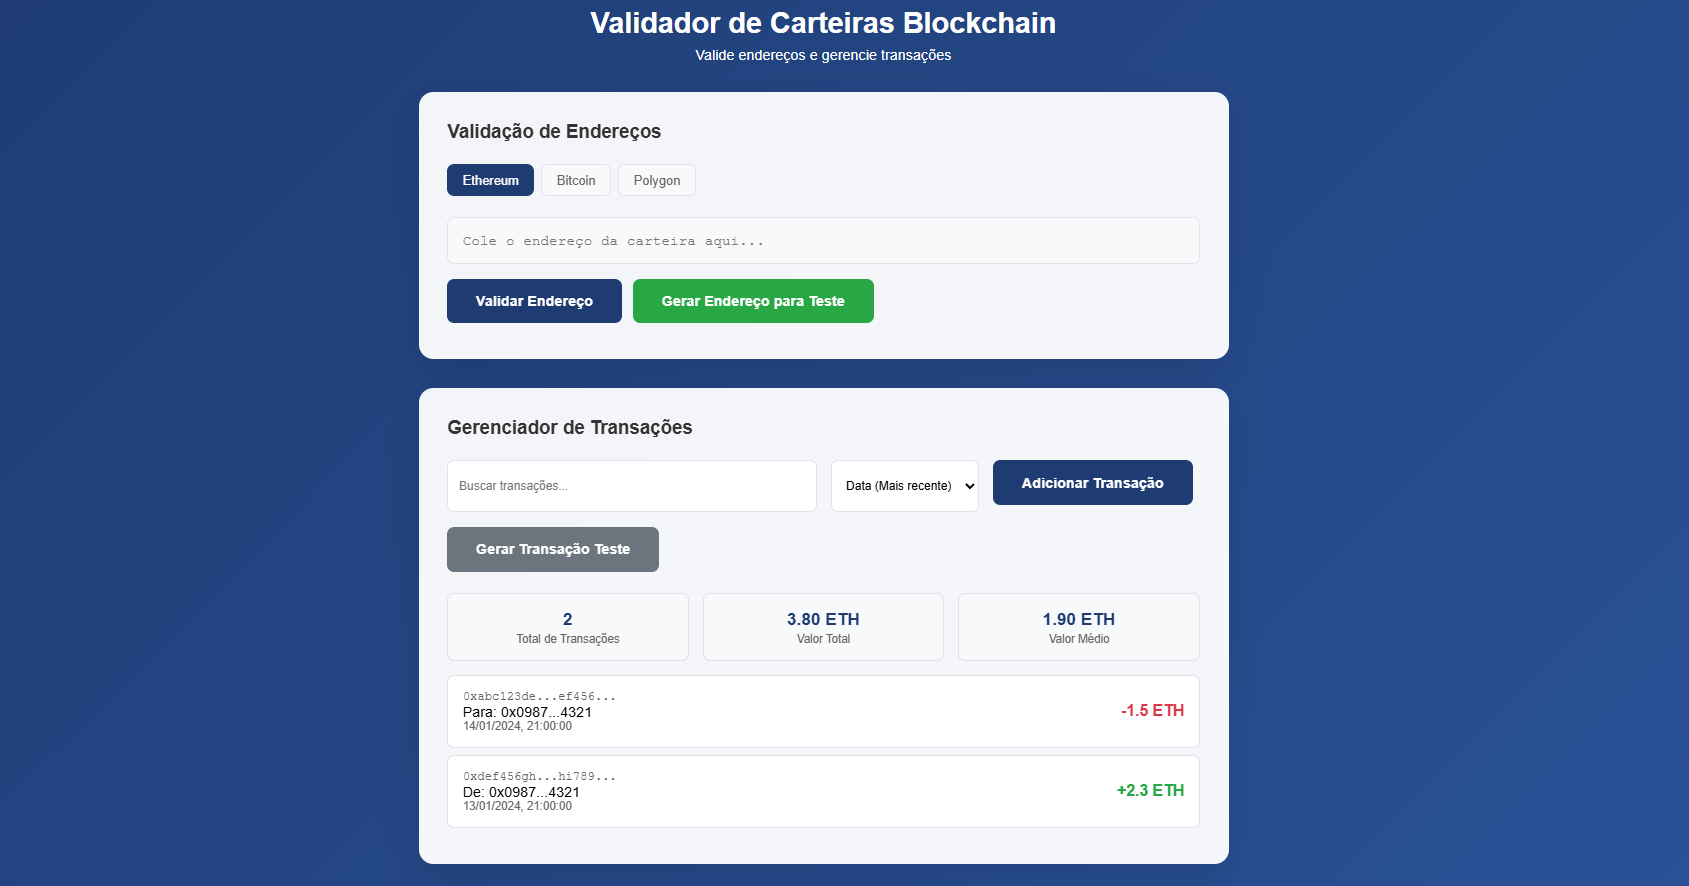 Validador de Carteiras Blockchain
Valide endereços e gerencie transações
Validação de Endereços
Ethereum
Bitcoin
Polygon
Cole o endereço da carteira aqui...
Validar Endereço
Gerar Endereço para Teste
Gerenciador de Transações
Buscar transações...
Data (Mais recente)
Adicionar Transação
Gerar Transação Teste
2
Total de Transações
3.80 ETH
Valor Total
1.90 ETH
Valor Médio
0xabc123de...ef456...
Para: 0x0987...4321
14/01/2024, 21:00:00
-1.5 ETH
0xdef456gh...hi789...
De: 0x0987...4321
13/01/2024, 21:00:00
+2.3 ETH